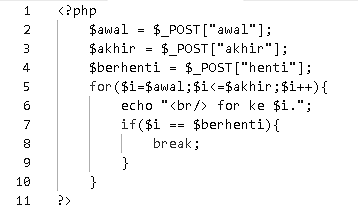 1 <?php
2 $awal = $_POST["awal"];
3 $akhir = $_POST["akhir"];
4 $berhenti = $_POST["henti"];
5 for($i=$awal;$i<=$akhir;$i++){
6 echo "<br/> for ke $i.";
7 if($i == $berhenti){
8 break;
9 }
10 }
11 ?>